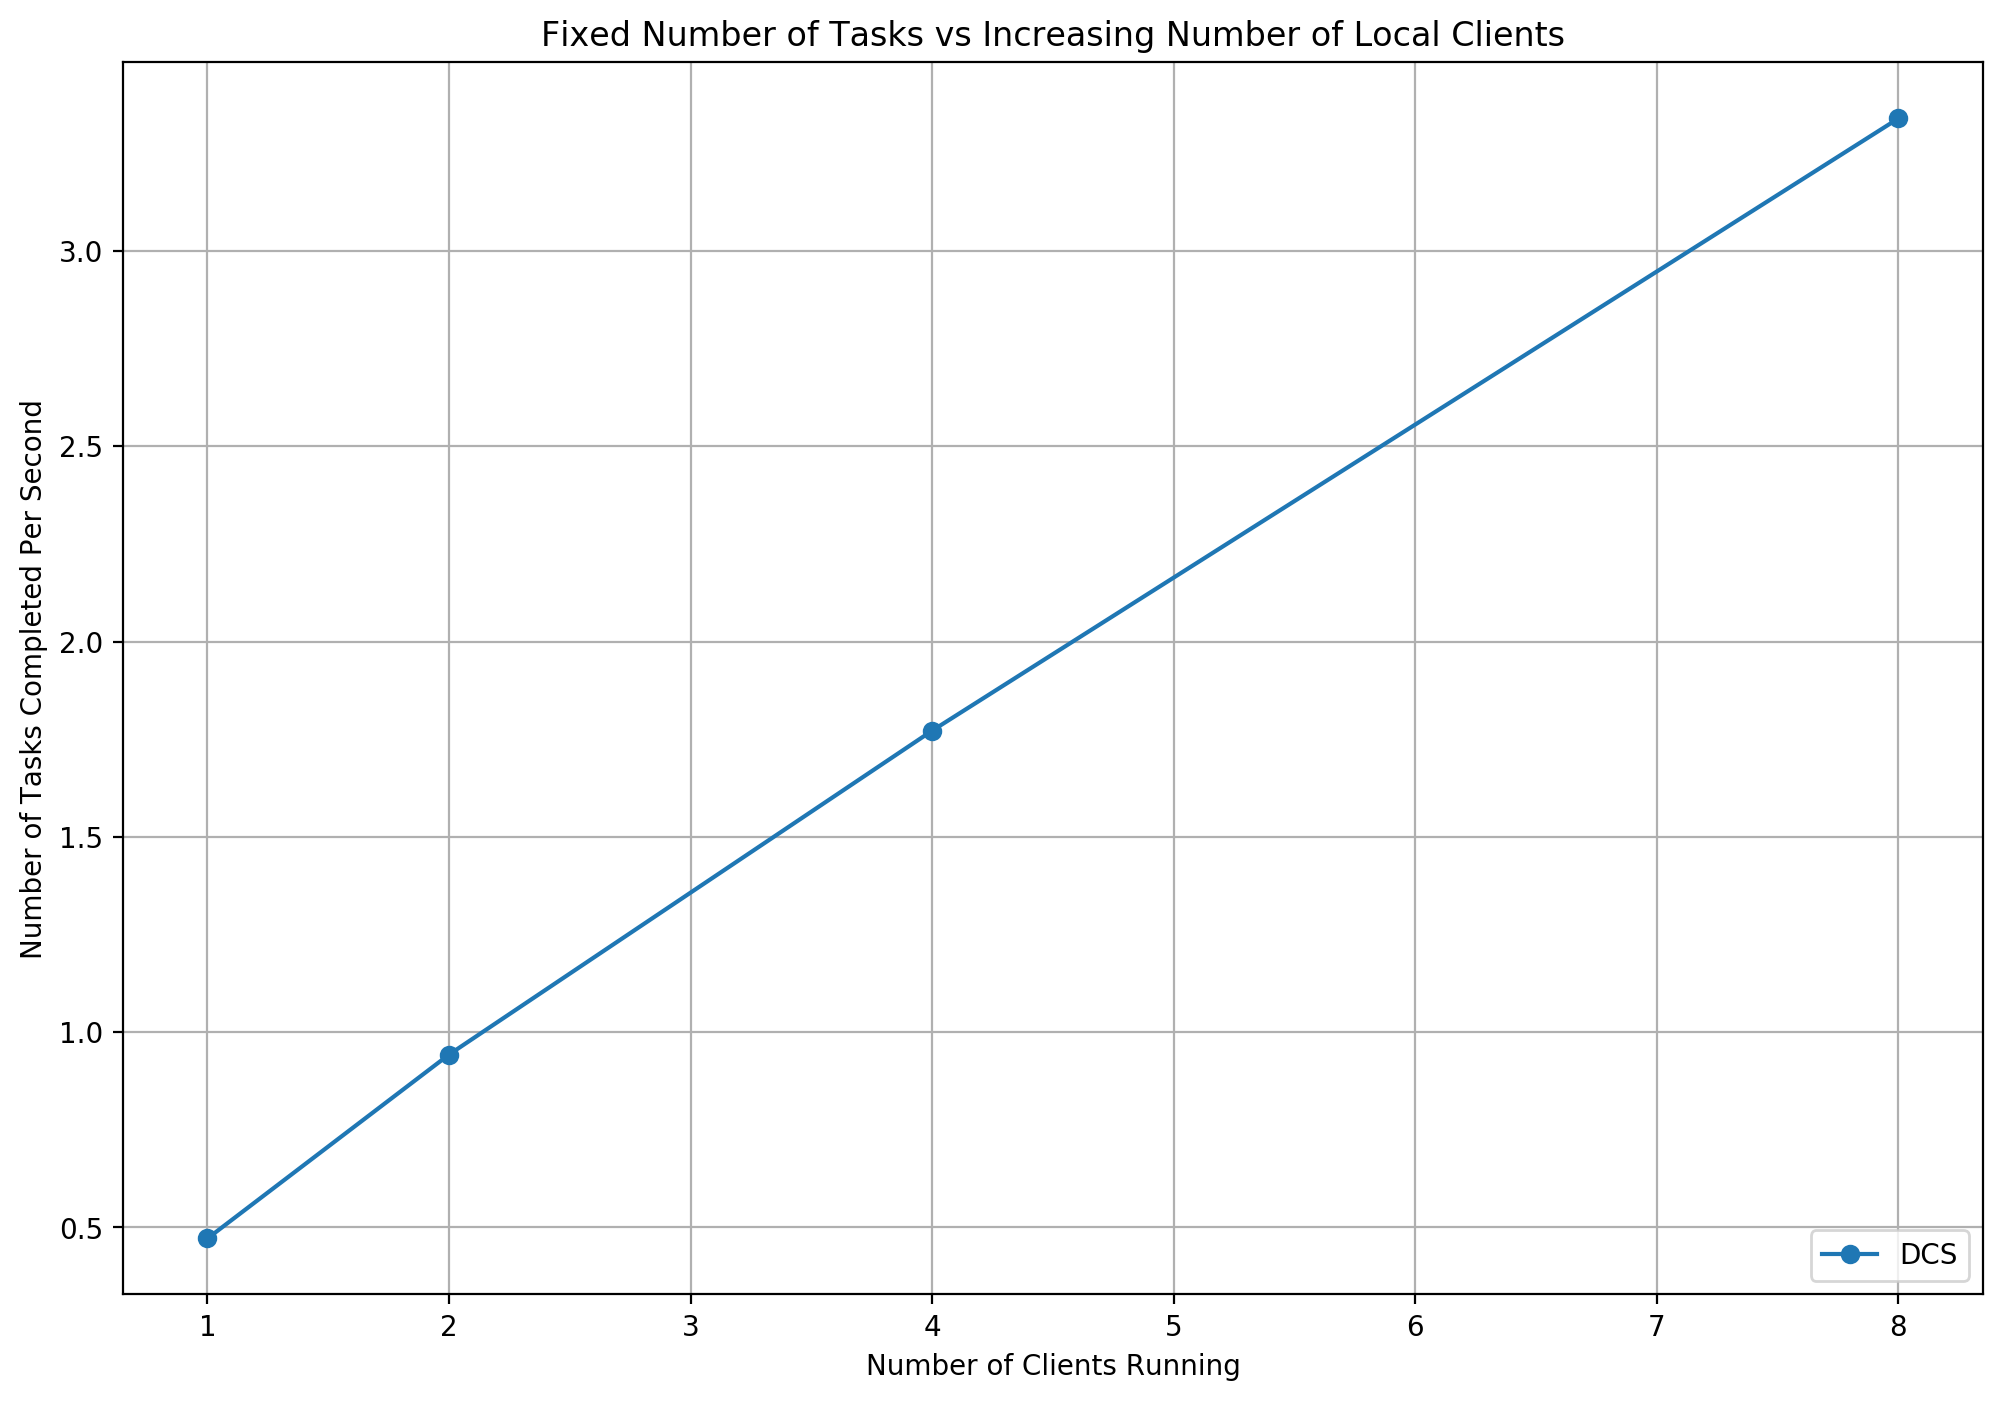 Fixed Number of Tasks vs Increasing Number of Local Clients
Number of Tasks Completed Per Second
3.0
2.5
2.0
1.5
1.0
0.5
DCS
1 2 3 4 5 6 7 8
Number of Clients Running